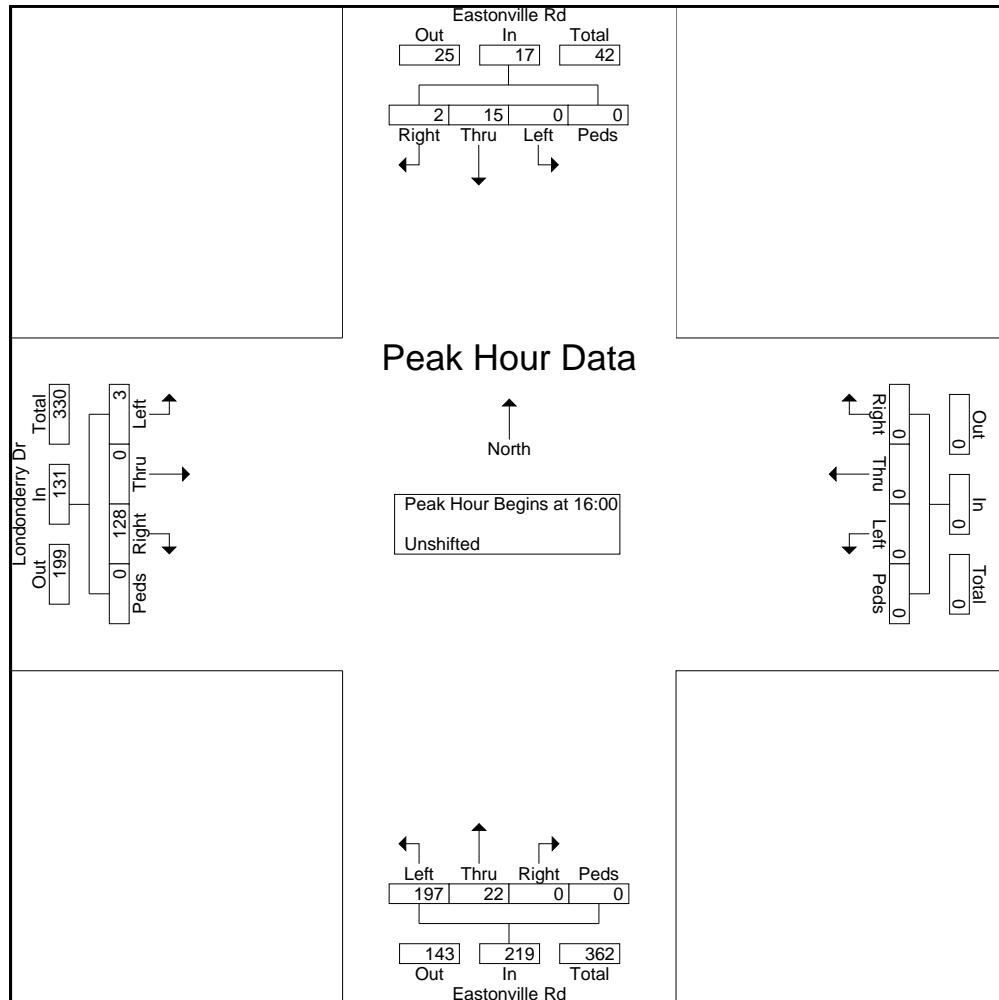 Eastonville Rd
Out In Total
25 17 42
2 15 0 0
Right Thru Left Peds
Peak Hour Data
North
Peak Hour Begins at 16:00
Unshifted
Londonderry Dr
Out In Total
199 131 330
3 0 128 0
Left Thru Right Peds
Right Thru Left Peds
0 0 0 0
Out In Total
0 0 0
Left Thru Right Peds
197 22 0 0
143 219 362
Out In Total
Eastonville Rd